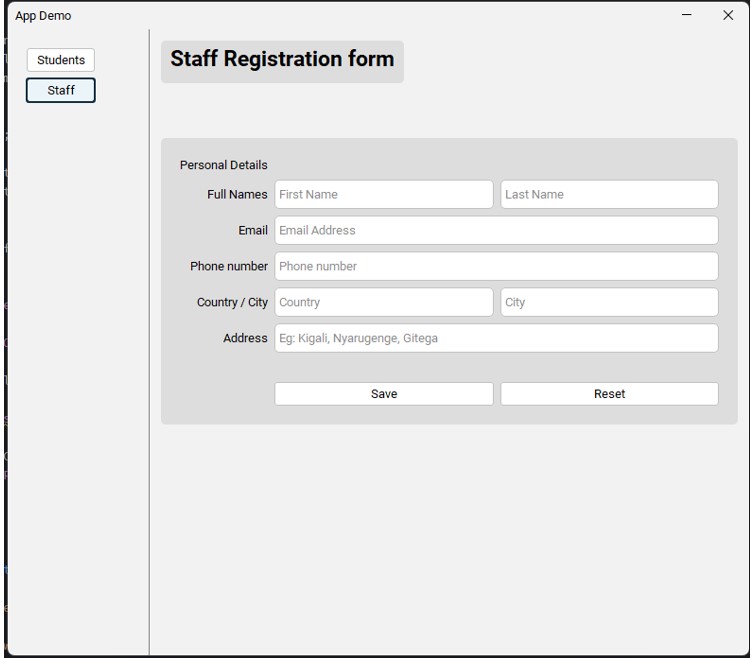 App Demo
Students
Staff
Staff Registration form
Personal Details
Full Names First Name Last Name
Email Email Address
Phone number Phone number
Country / City Country City
Address Eg: Kigali, Nyarugenge, Gitega
Save Reset